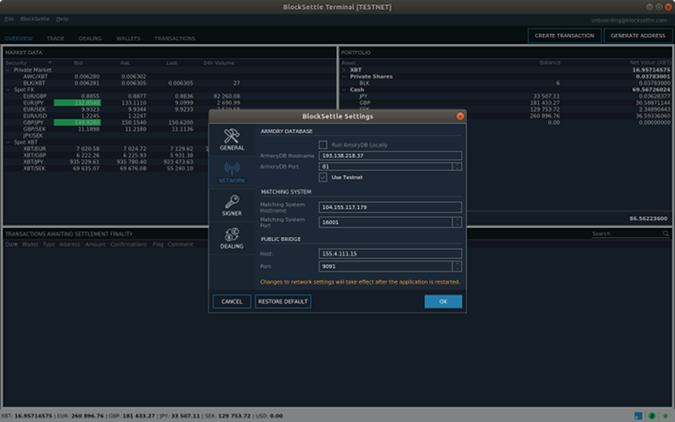 BlockSettle Terminal [TESTNET]
File BlockSettle Help
onboarding@blocksettle.com
OVERVIEW TRADE DEALING WALLETS TRANSACTIONS
CREATE TRANSACTION GENERATE ADDRESS
MARKET DATA
Security Bid Ask Last 24h Volume
Private Market
AWC/XBT 0.006280 0.006302
BLK/XBT 0.006281 0.006305 0.006305 27
Spot FX
EUR/GBP 0.8855 0.8877 0.8836 82 260.08
EUR/JPY 132.8540 133.1110 9.0999 2 690.99
EUR/SEK 9.9323 9.9344 9.9233
EUR/USD 1.2245 1.2247
GBP/JPY 150.1540 150.6200
GBP/SEK 11.1898 11.2180 11.1136
JPY/SEK
Spot XBT
XBT/EUR 7 020.58 7 024.72 7 129.62
XBT/GBP 6 222.26 6 225.93 5 931.38
XBT/JPY 935 229.61 935 780.40 923 473.63
XBT/SEK 69 635.07 69 676.08 55 240.10
PORTFOLIO
Asset Balance Net Value (XBT)
XBT 16.95714575
Private Shares 0.03783001
BLK 6 0.03783000
Cash 69.56726024
JPY 33 507.11 0.03628377
GBP 181 433.27 30.58871144
SEK 129 753.72 2.34890443
260 896.76 36.59336060
0.00 0.00000000
86.56223600
BlockSettle Settings
GENERAL
NETWORK
SIGNER
DEALING
ARMORY DATABASE
Run ArmoryDB Locally
ArmoryDB Hostname 193.138.218.37
ArmoryDB Port 81
Use Testnet
MATCHING SYSTEM
Matching System Hostname 104.155.117.179
Matching System Port 16001
PUBLIC BRIDGE
Host: 155.4.111.15
Port: 9091
Changes to network settings will take effect after the application is restarted.
CANCEL RESTORE DEFAULT OK
TRANSACTIONS AWAITING SETTLEMENT FINALITY
Search
Date Wallet Type Address Amount Confirmations Flag Comment
XBT: 16.95714575 | EUR: 260 896.76 | GBP: 181 433.27 | JPY: 33 507.11 | SEK: 129 753.72 | USD: 0.00